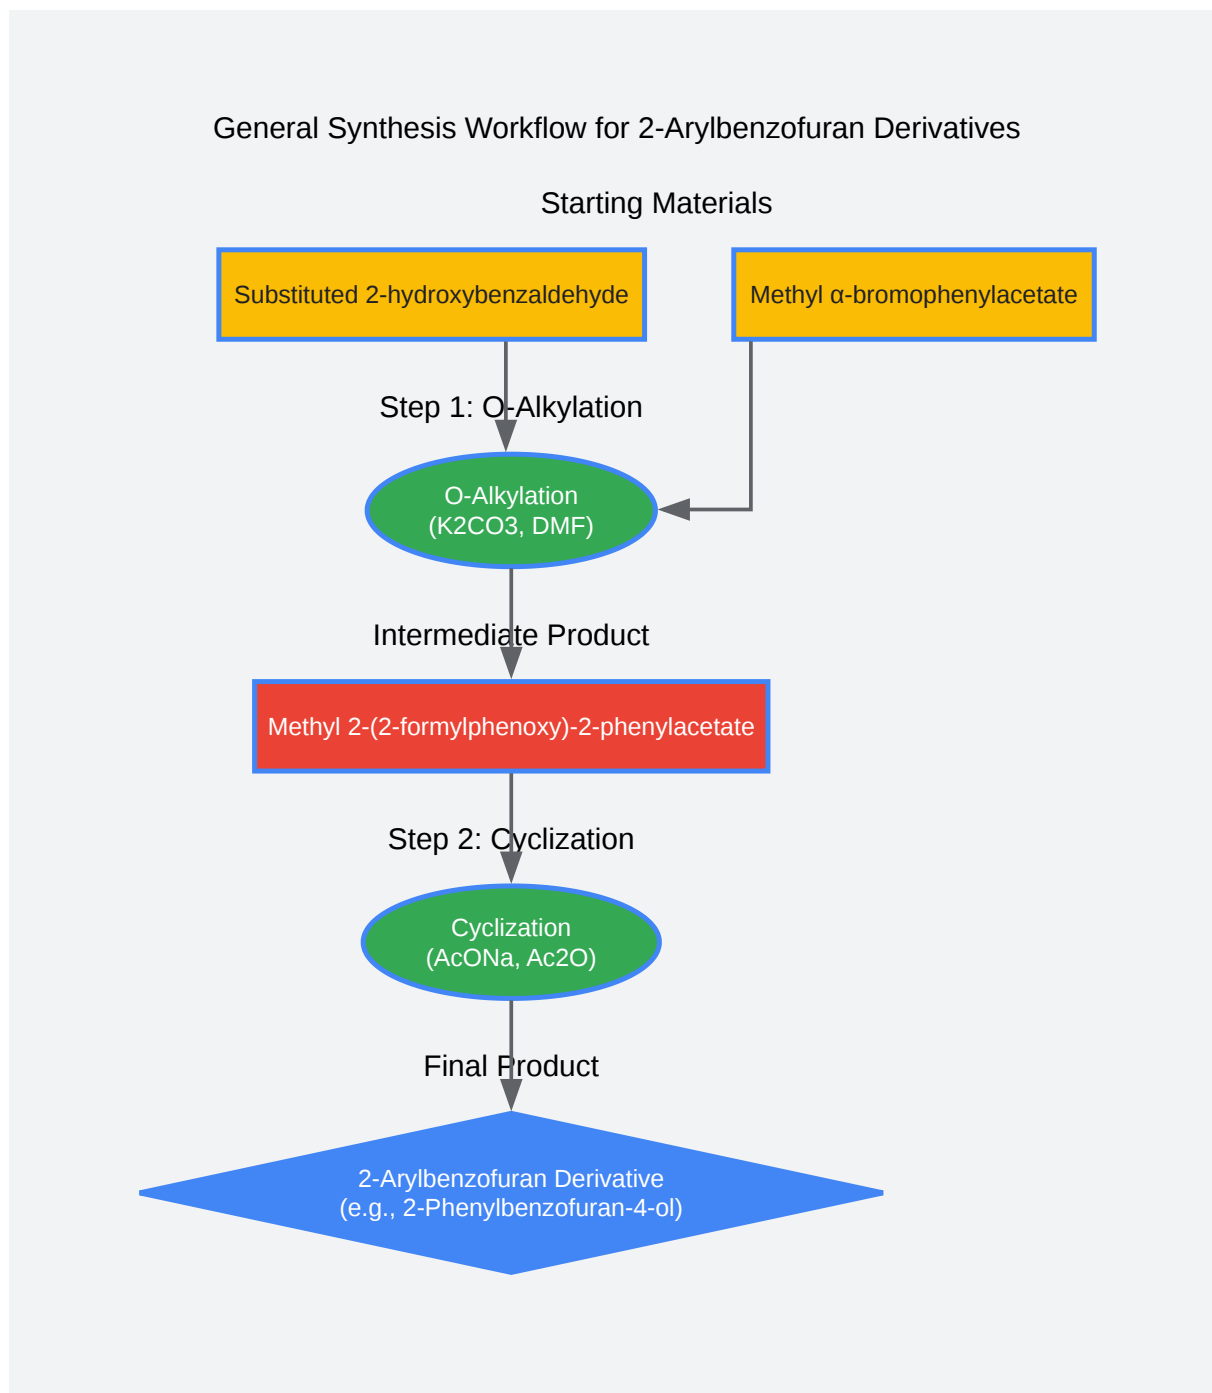 General Synthesis Workflow for 2-Arylbenzofuran Derivatives
Starting Materials
Substituted 2-hydroxybenzaldehyde
Methyl α-bromophenylacetate
Step 1: O-Alkylation
O-Alkylation
(K2CO3, DMF)
Intermediate Product
Methyl 2-(2-formylphenoxy)-2-phenylacetate
Step 2: Cyclization
Cyclization
(AcONa, Ac2O)
Final Product
2-Arylbenzofuran Derivative
(e.g., 2-Phenylbenzofuran-4-ol)